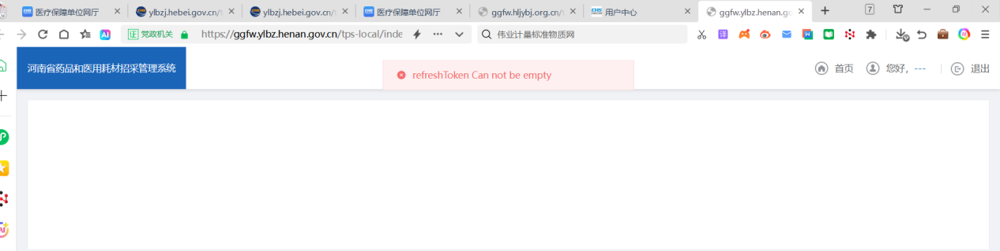 医疗保障单位网厅
ylbzj.hebei.gov.cn/
ylbzj.hebei.gov.cn/
医疗保障单位网厅
ggfw.hljybj.org.cn/
用户中心
ggfw.ylbz.henan.gc
7
AI
证 党政机关
https://ggfw.ylbz.henan.gov.cn/tps-local/inde
伟业计量标准物质网
译
河南省药品和医用耗材招采管理系统
refreshToken Can not be empty
首页
您好, ---
退出